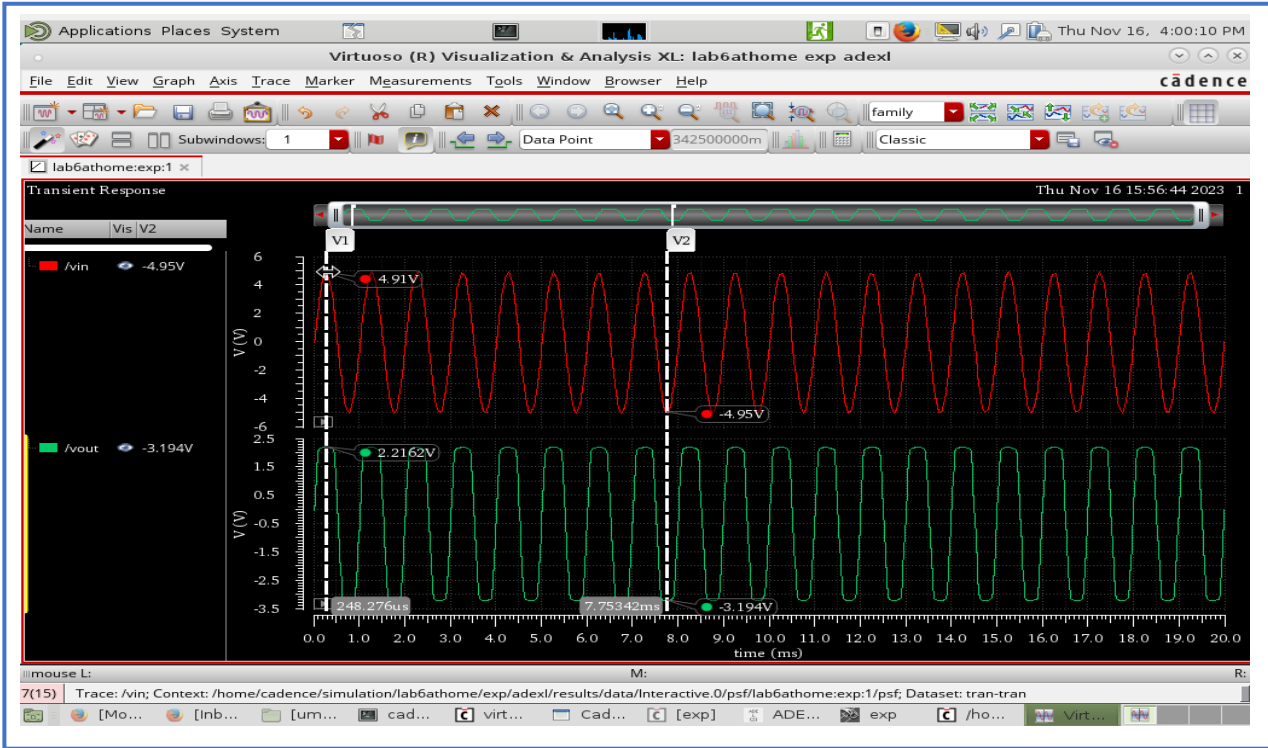 Applications Places System
Thu Nov 16, 4:00:10 PM
Virtuoso (R) Visualization & Analysis XL: lab6athome exp adexl
File Edit View Graph Axis Trace Marker Measurements Tools Window Browser Help
cādence
family
Subwindows: 1
Data Point
342500000m
Classic
lab6athome:exp:1
Transient Response
Thu Nov 16 15:56:44 2023 1
Name Vis V2
V1
V2
/vin -4.95V
4.91V
-4.95V
6
4
2
0
-2
-4
-6
V (V)
/vout -3.194V
2.2162V
-3.194V
2.5
1.5
0.5
-0.5
-1.5
-2.5
-3.5
V (V)
248.276us
7.75342ms
0.0 1.0 2.0 3.0 4.0 5.0 6.0 7.0 8.0 9.0 10.0 11.0 12.0 13.0 14.0 15.0 16.0 17.0 18.0 19.0 20.0
time (ms)
mouse L: M: R:
7(15) Trace: /vin; Context: /home/cadence/simulation/lab6athome/exp/adexl/results/data/Interactive.0/psf/lab6athome:exp:1/psf; Dataset: tran-tran
[Mo... [Inb... [um... cad... virt... Cad... [exp] ADE... exp /ho... Virt...